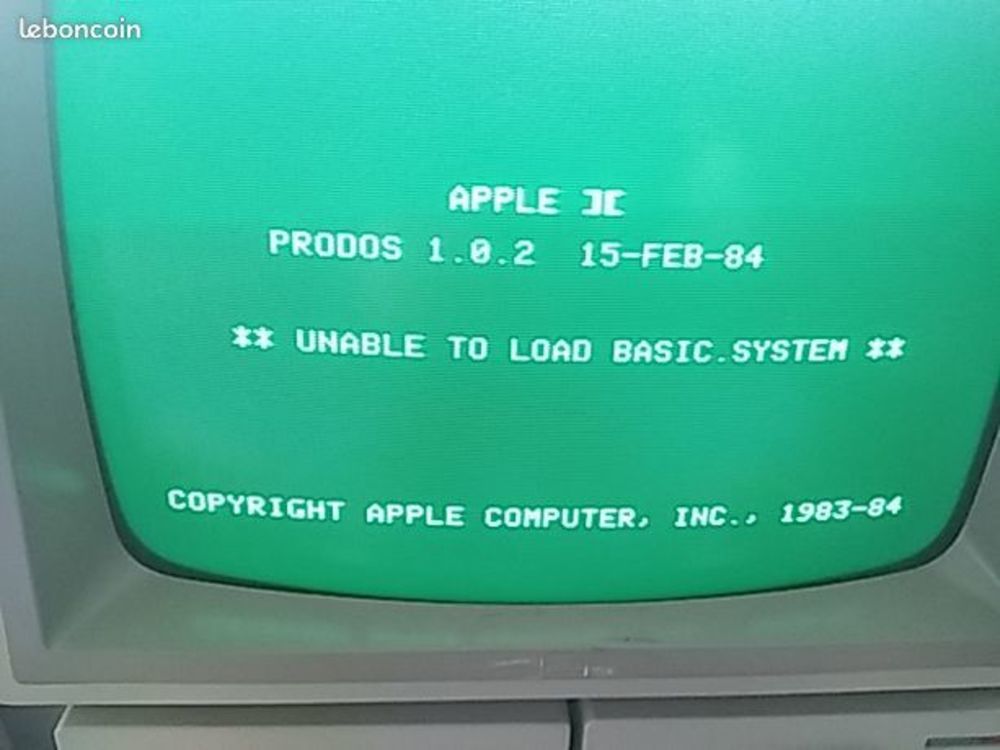 leboncoin
APPLE ][
PRODOS 1.0.2 15-FEB-84
** UNABLE TO LOAD BASIC.SYSTEM **
COPYRIGHT APPLE COMPUTER, INC., 1983-84